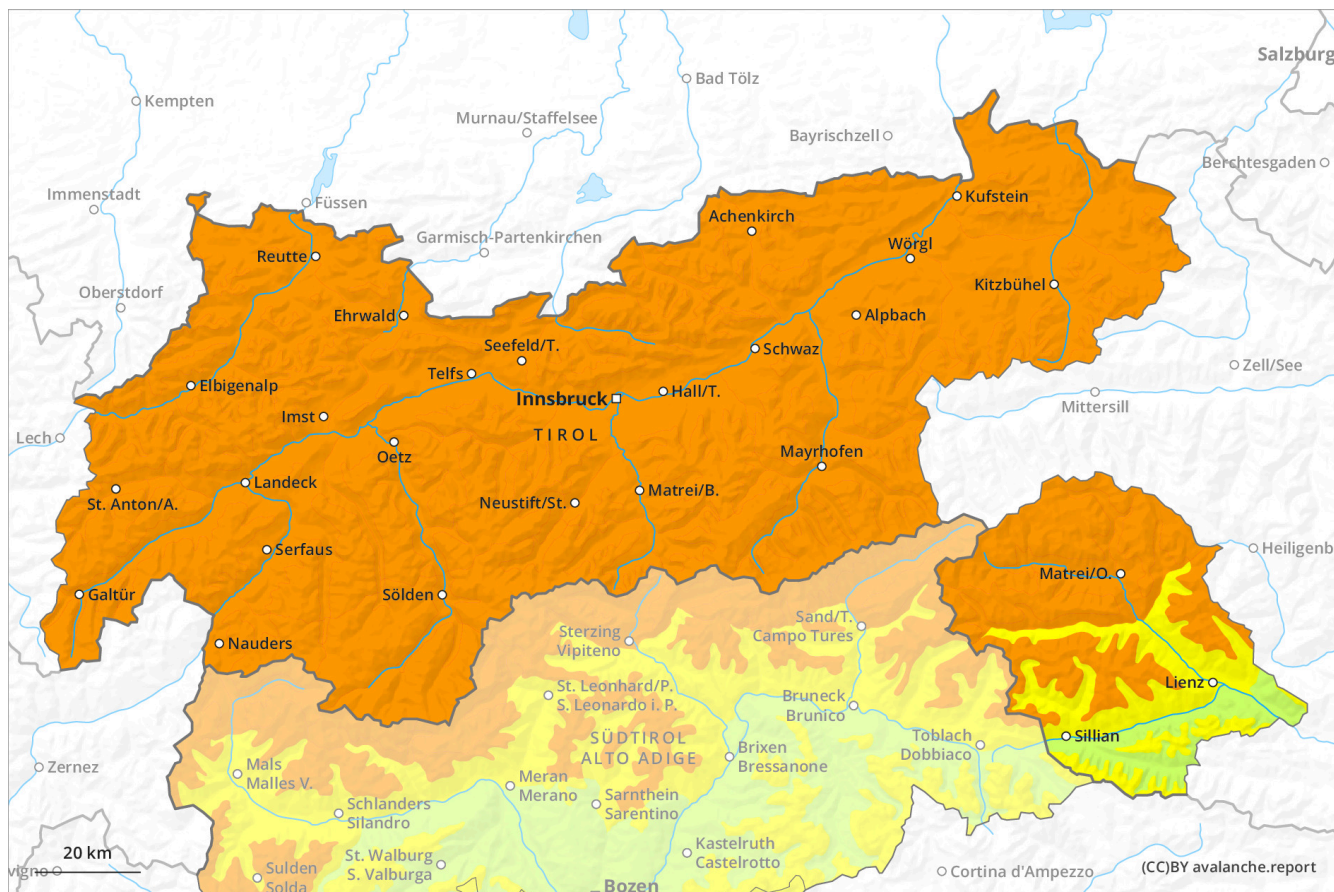 Salzburg
Bad Tölz
Kempten
Murnau/Staffelsee
Bayrischzell
Berchtesgaden
Immenstadt
Füssen
Kufstein
Achenkirch
Garmisch-Partenkirchen
Wörgl
Reutte
Kitzbühel
Oberstdorf
Ehrwald
Alpbach
Seefeld/T.
Schwaz
Zell/See
Telfs
Elbigenalp
Hall/T.
Innsbruck
Mittersill
Imst
TIROL
Lech
Oetz
Mayrhofen
Landeck
Matrei/B.
St. Anton/A.
Neustift/St.
Serfaus
Heiligenb
Matrei/O.
Galtür
Sölden
Sand/T.
Campo Tures
Sterzing
Vipiteno
Nauders
Lienz
St. Leonhard/P.
S. Leonardo i. P.
Bruneck
Brunico
Sillian
SÜDTIROL
ALTO ADIGE
Toblach
Dobbiaco
Brixen
Bressanone
Zernez
Mals
Malles V.
Meran
Merano
Sarnthein
Sarentino
Schlanders
Silandro
Kastelruth
Castelrotto
20 km
St. Walburg
S. Valburga
vigno
Sulden
Solda
Cortina d'Ampezzo
(CC)BY avalanche.report
Bozen